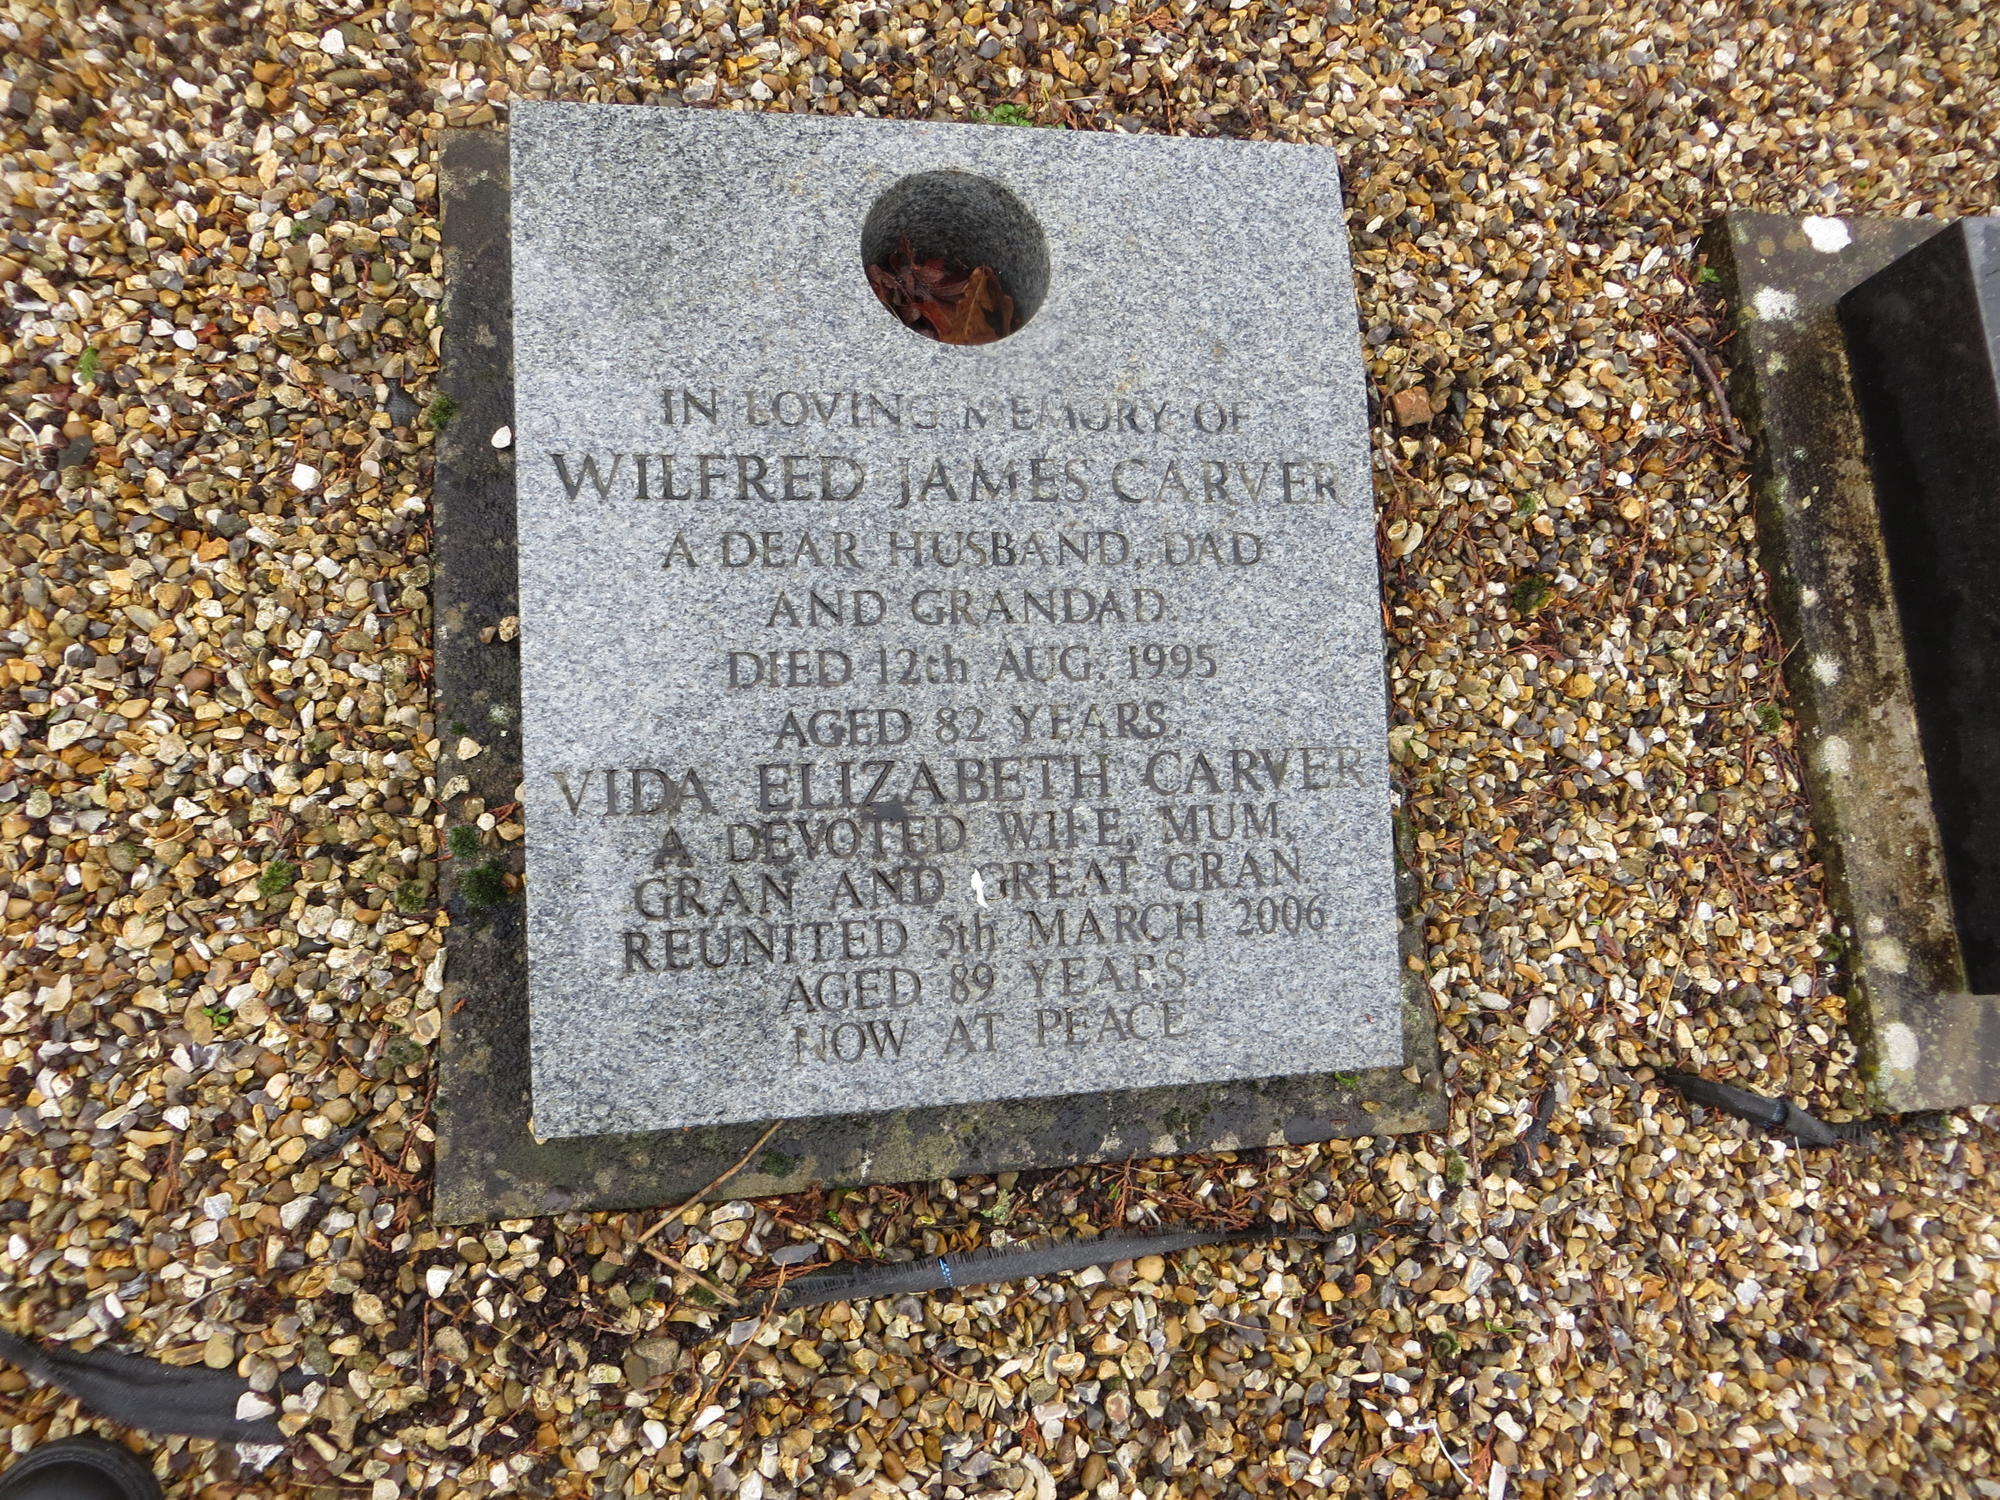 IN LOVING MEMORY OF
WILFRED JAMES CARVER
A DEAR HUSBAND, DAD
AND GRANDAD.
DIED 12th AUG. 1995
AGED 82 YEARS.
VIDA ELIZABETH CARVER
A DEVOTED WIFE, MUM,
GRAN AND GREAT GRAN.
REUNITED 5th MARCH 2006
AGED 89 YEARS.
NOW AT PEACE